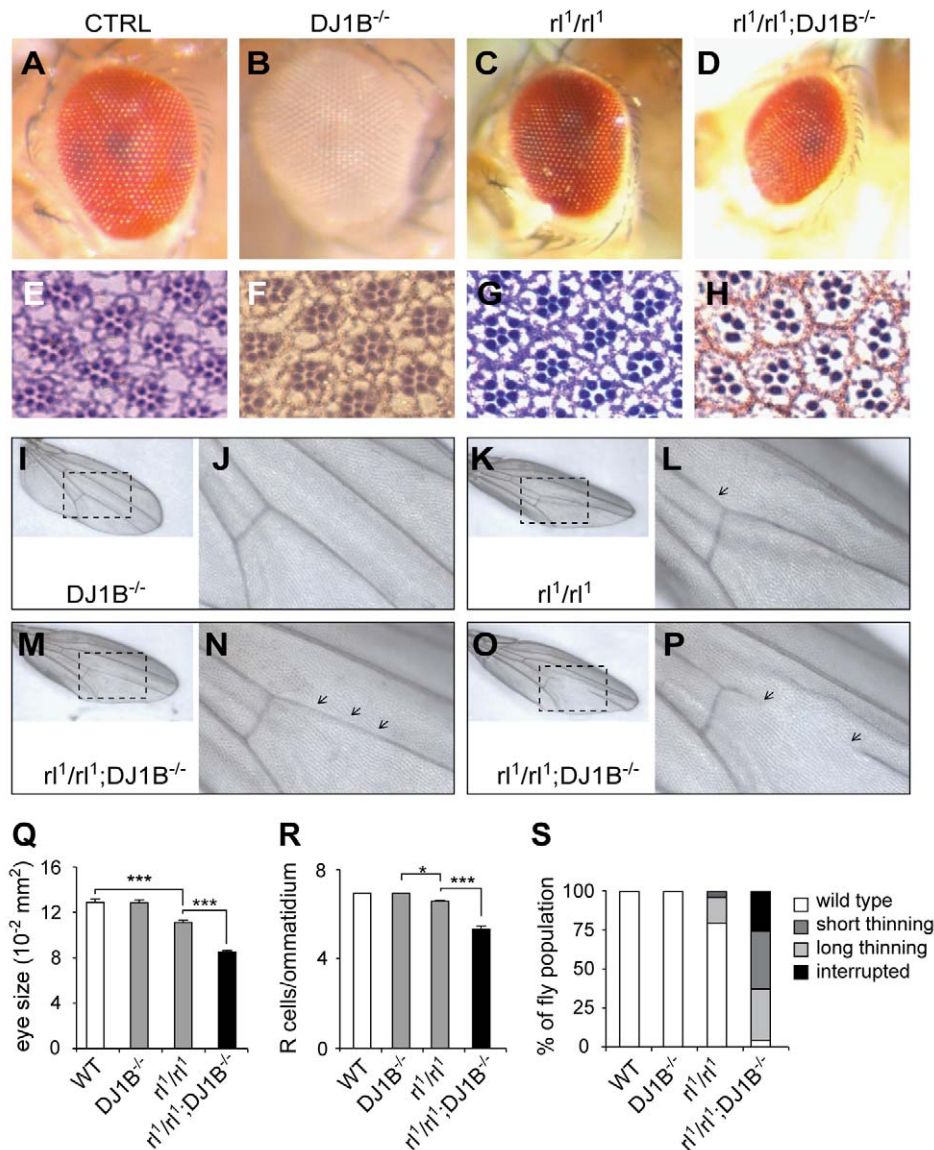 CTRL DJ1B⁻/⁻ rl¹/rl¹ rl¹/rl¹;DJ1B⁻/⁻
A B C D
E F G H
I J K L
DJ1B⁻/⁻ rl¹/rl¹
M N O P
rl¹/rl¹;DJ1B⁻/⁻ rl¹/rl¹;DJ1B⁻/⁻
Q
eye size (10⁻² mm²)
16
12
8
4
0
***
***
WT DJ1B⁻/⁻ rl¹/rl¹ rl¹/rl¹;DJ1B⁻/⁻
R
R cells/ommatidium
8
4
0
*
***
WT DJ1B⁻/⁻ rl¹/rl¹ rl¹/rl¹;DJ1B⁻/⁻
S
% of fly population
100
75
50
25
0
WT DJ1B⁻/⁻ rl¹/rl¹ rl¹/rl¹;DJ1B⁻/⁻
wild type
short thinning
long thinning
interrupted